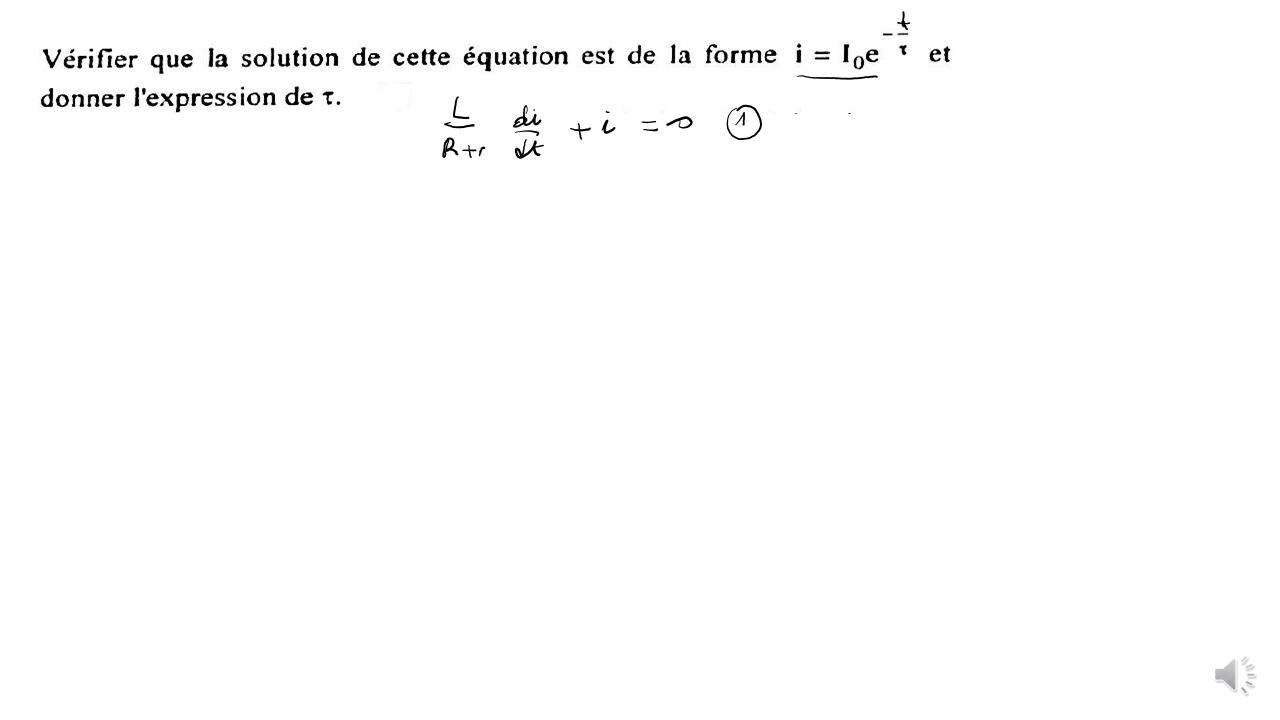 Vérifier que la solution de cette équation est de la forme i = I₀e^(-t/τ) et
donner l'expression de τ.
L/(R+r) di/dt + i = 0 ①